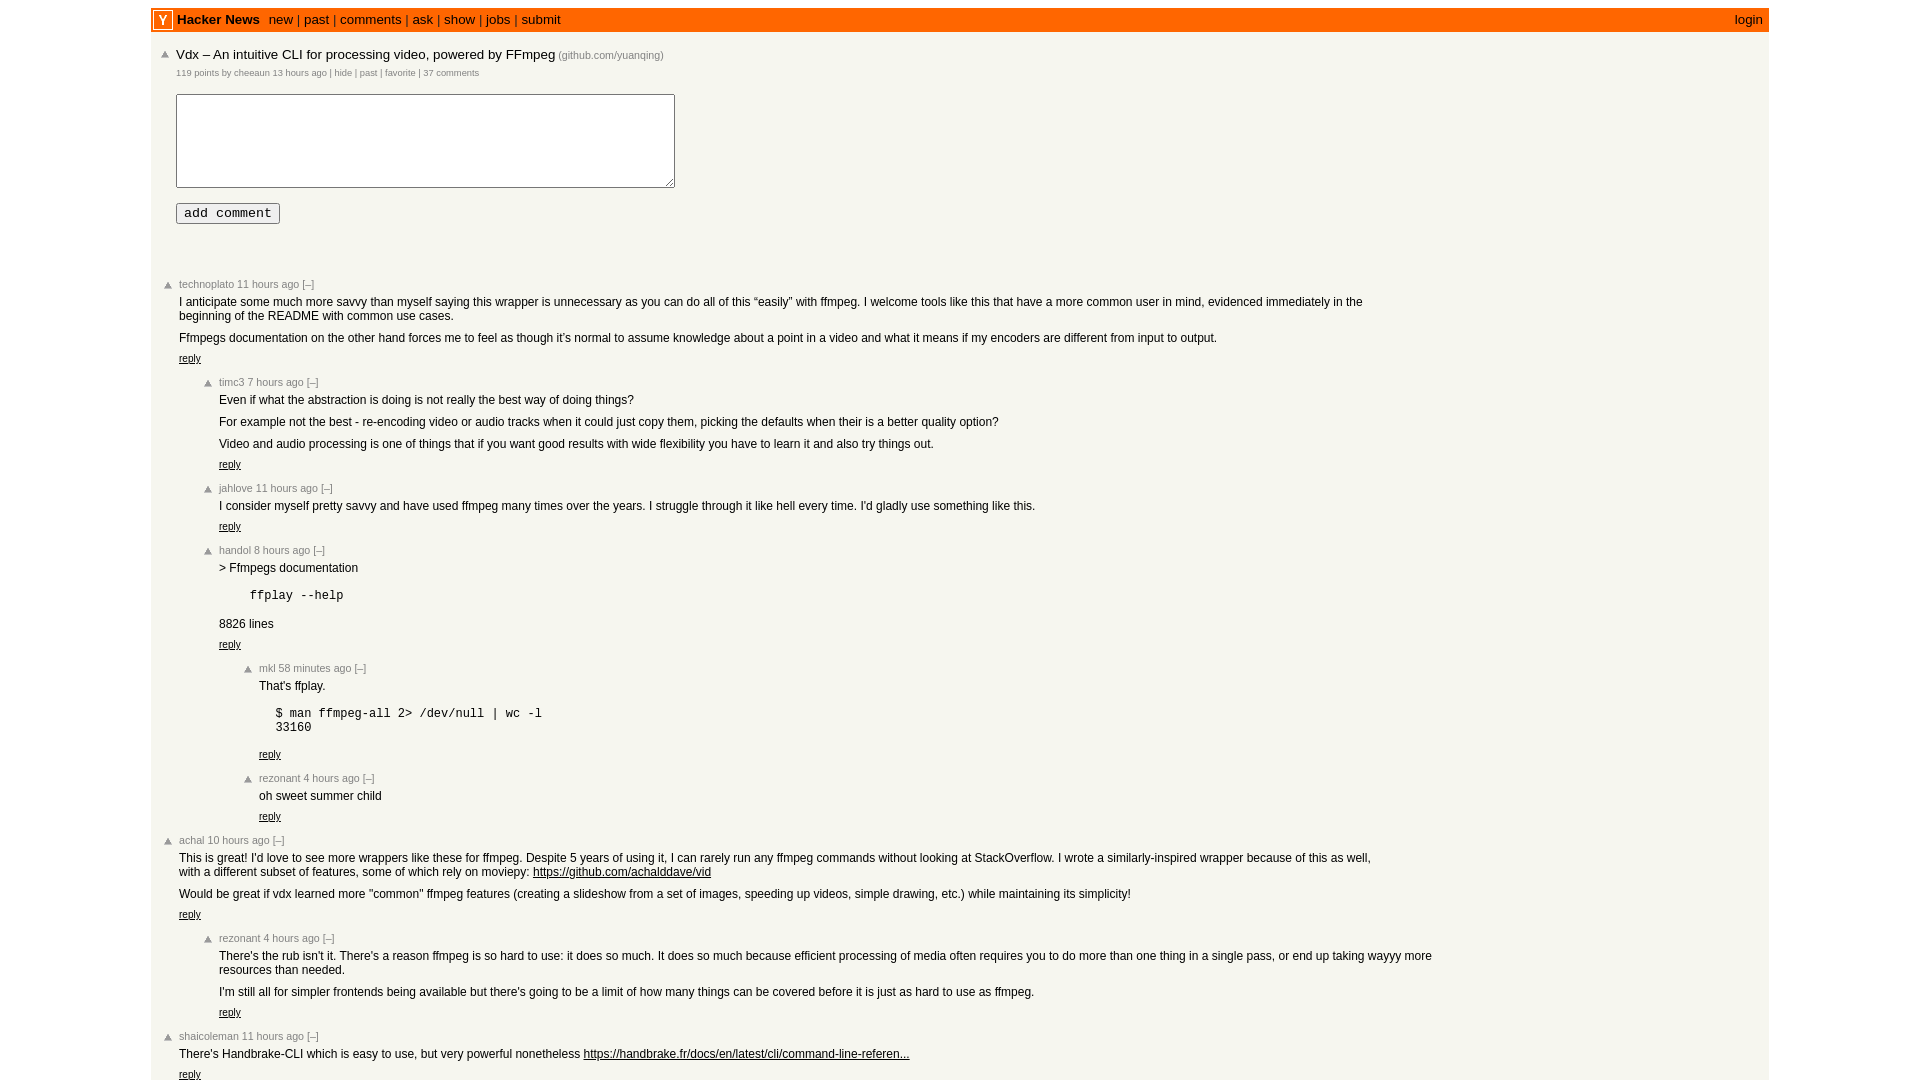 Y Hacker News new | past | comments | ask | show | jobs | submit login
Vdx – An intuitive CLI for processing video, powered by FFmpeg (github.com/yuanqing)
119 points by cheeaun 13 hours ago | hide | past | favorite | 37 comments
add comment
technoplato 11 hours ago [–]
I anticipate some much more savvy than myself saying this wrapper is unnecessary as you can do all of this “easily” with ffmpeg. I welcome tools like this that have a more common user in mind, evidenced immediately in the
beginning of the README with common use cases.
Ffmpegs documentation on the other hand forces me to feel as though it's normal to assume knowledge about a point in a video and what it means if my encoders are different from input to output.
reply
timc3 7 hours ago [–]
Even if what the abstraction is doing is not really the best way of doing things?
For example not the best - re-encoding video or audio tracks when it could just copy them, picking the defaults when their is a better quality option?
Video and audio processing is one of things that if you want good results with wide flexibility you have to learn it and also try things out.
reply
jahlove 11 hours ago [–]
I consider myself pretty savvy and have used ffmpeg many times over the years. I struggle through it like hell every time. I'd gladly use something like this.
reply
handol 8 hours ago [–]
> Ffmpegs documentation
ffplay --help
8826 lines
reply
mkl 58 minutes ago [–]
That's ffplay.
$ man ffmpeg-all 2> /dev/null | wc -l
33160
reply
rezonant 4 hours ago [–]
oh sweet summer child
reply
achal 10 hours ago [–]
This is great! I'd love to see more wrappers like these for ffmpeg. Despite 5 years of using it, I can rarely run any ffmpeg commands without looking at StackOverflow. I wrote a similarly-inspired wrapper because of this as well,
with a different subset of features, some of which rely on moviepy: https://github.com/achalddave/vid
Would be great if vdx learned more "common" ffmpeg features (creating a slideshow from a set of images, speeding up videos, simple drawing, etc.) while maintaining its simplicity!
reply
rezonant 4 hours ago [–]
There's the rub isn't it. There's a reason ffmpeg is so hard to use: it does so much. It does so much because efficient processing of media often requires you to do more than one thing in a single pass, or end up taking wayyy more
resources than needed.
I'm still all for simpler frontends being available but there's going to be a limit of how many things can be covered before it is just as hard to use as ffmpeg.
reply
shaicoleman 11 hours ago [–]
There's Handbrake-CLI which is easy to use, but very powerful nonetheless https://handbrake.fr/docs/en/latest/cli/command-line-referen...
reply